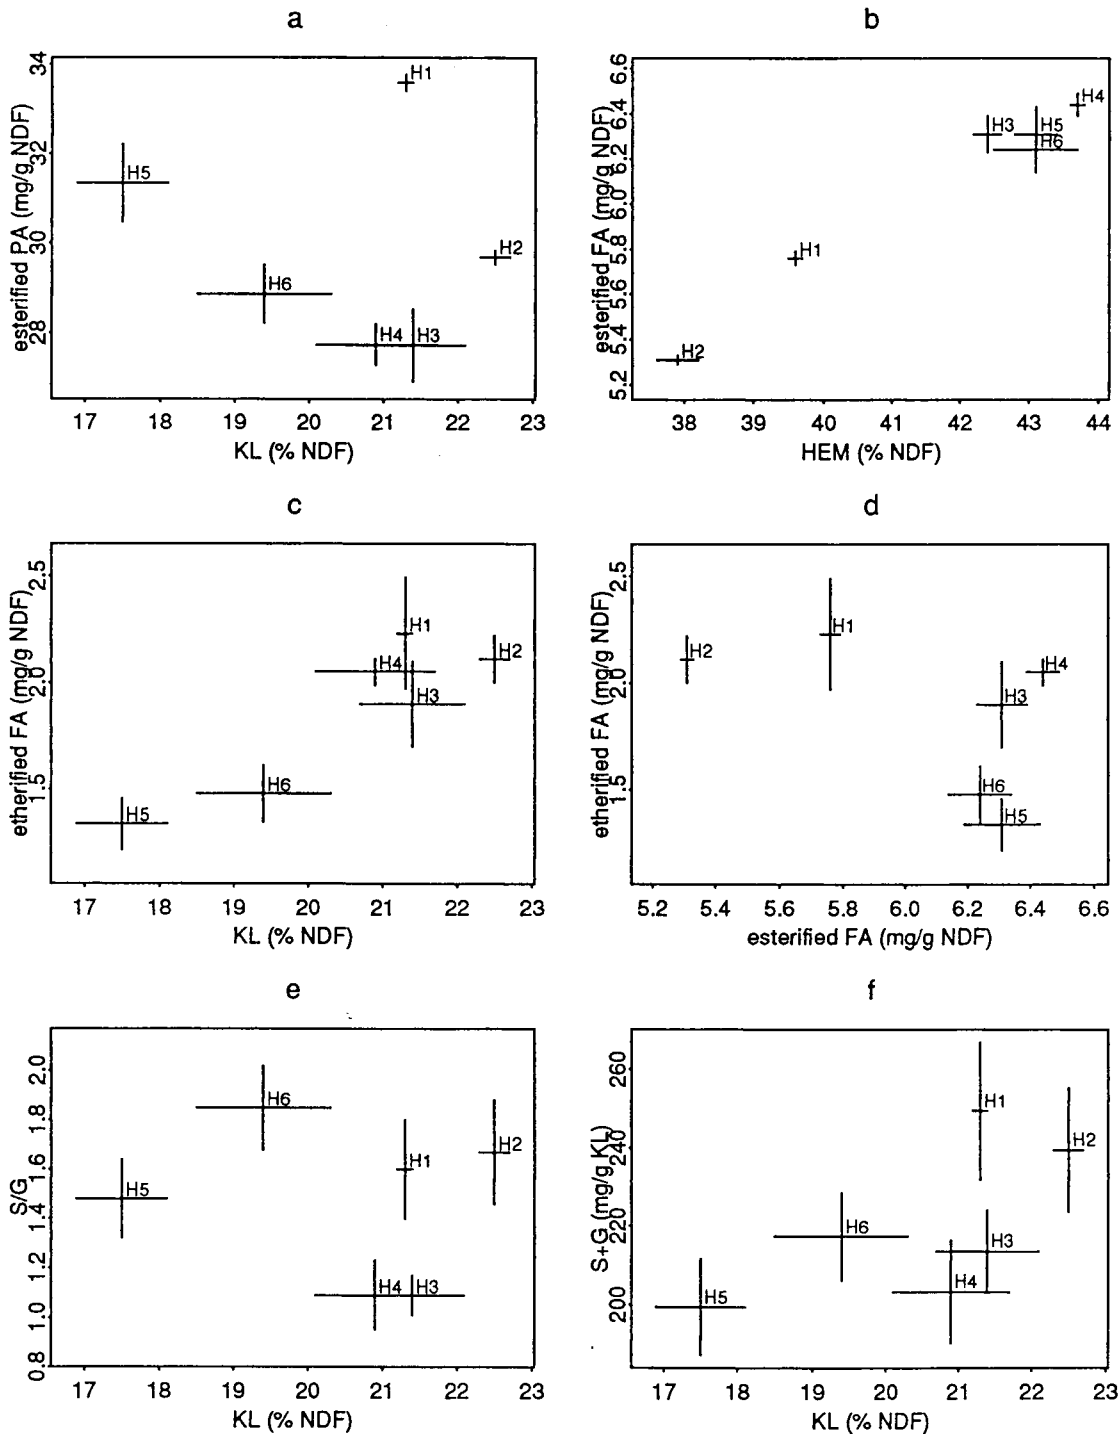 a
esterified PA (mg/g NDF)
34
32
30
28
H1
H5
H2
H6
H4 H3
17 18 19 20 21 22 23
KL (% NDF)
b
esterified FA (mg/g NDF)
6.6
6.4
6.2
6.0
5.8
5.6
5.4
5.2
H4
H3 H5
H6
H1
H2
38 39 40 41 42 43 44
HEM (% NDF)
c
etherified FA (mg/g NDF)
2.5
2.0
1.5
H1
H2
H4
H3
H6
H5
17 18 19 20 21 22 23
KL (% NDF)
d
etherified FA (mg/g NDF)
2.5
2.0
1.5
H1
H2
H4
H3
H6
H5
5.2 5.4 5.6 5.8 6.0 6.2 6.4 6.6
esterified FA (mg/g NDF)
e
S/G
2.0
1.8
1.6
1.4
1.2
1.0
0.8
H6
H2
H1
H5
H4 H3
17 18 19 20 21 22 23
KL (% NDF)
f
S+G (mg/g KL)
260
240
220
200
H1
H2
H6
H3
H4
H5
17 18 19 20 21 22 23
KL (% NDF)